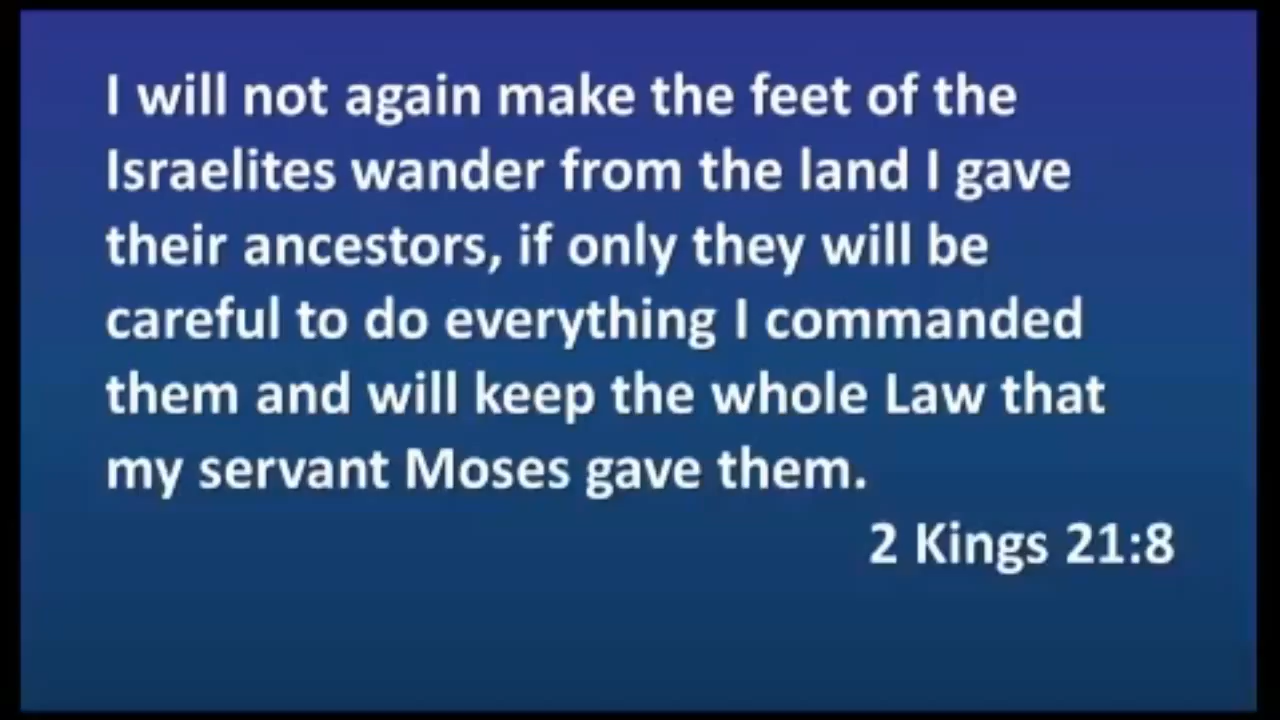 I will not again make the feet of the
Israelites wander from the land I gave
their ancestors, if only they will be
careful to do everything I commanded
them and will keep the whole Law that
my servant Moses gave them.
2 Kings 21:8